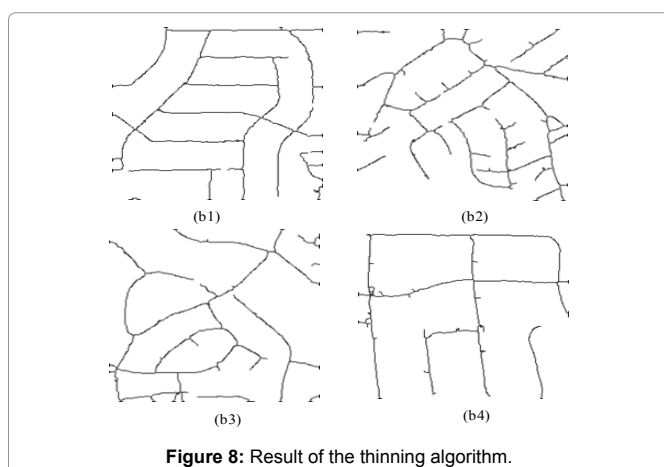 (b1)
(b2)
(b3)
(b4)
Figure 8: Result of the thinning algorithm.